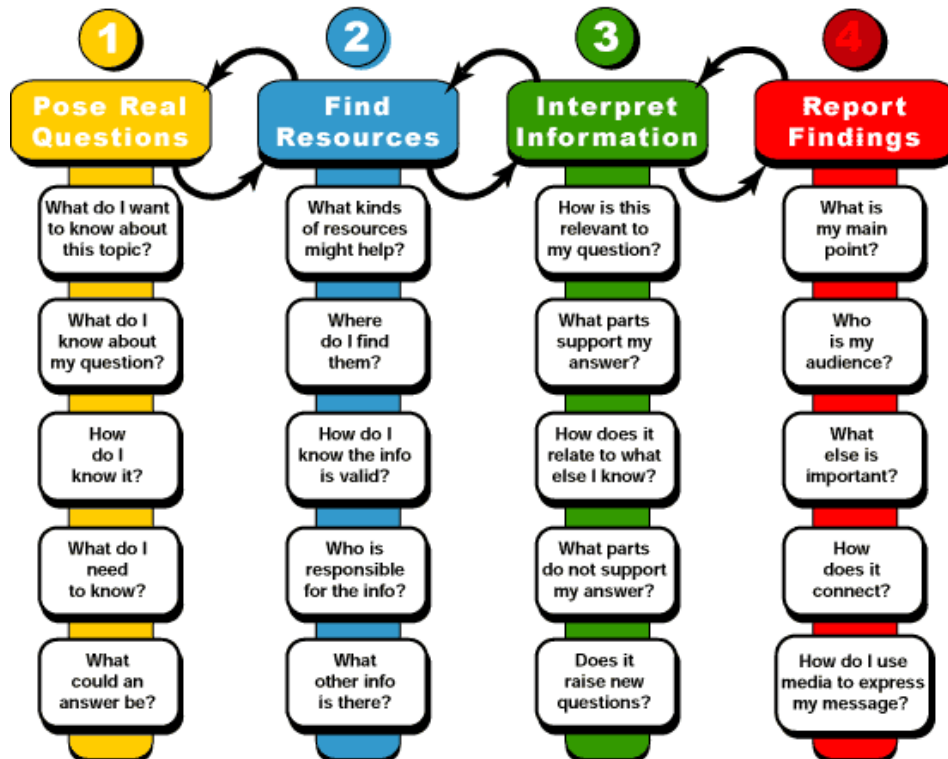 1
Pose Real
Questions
What do I want
to know about
this topic?
What do I
know about
my question?
How
do I
know it?
What do I
need
to know?
What
could an
answer be?
2
Find
Resources
What kinds
of resources
might help?
Where
do I find
them?
How do I
know the info
is valid?
Who is
responsible
for the info?
What
other info
is there?
3
Interpret
Information
How is this
relevant to
my question?
What parts
support my
answer?
How does it
relate to what
else I know?
What parts
do not support
my answer?
Does it
raise new
questions?
4
Report
Findings
What is
my main
point?
Who
is my
audience?
What
else is
important?
How
does it
connect?
How do I use
media to express
my message?